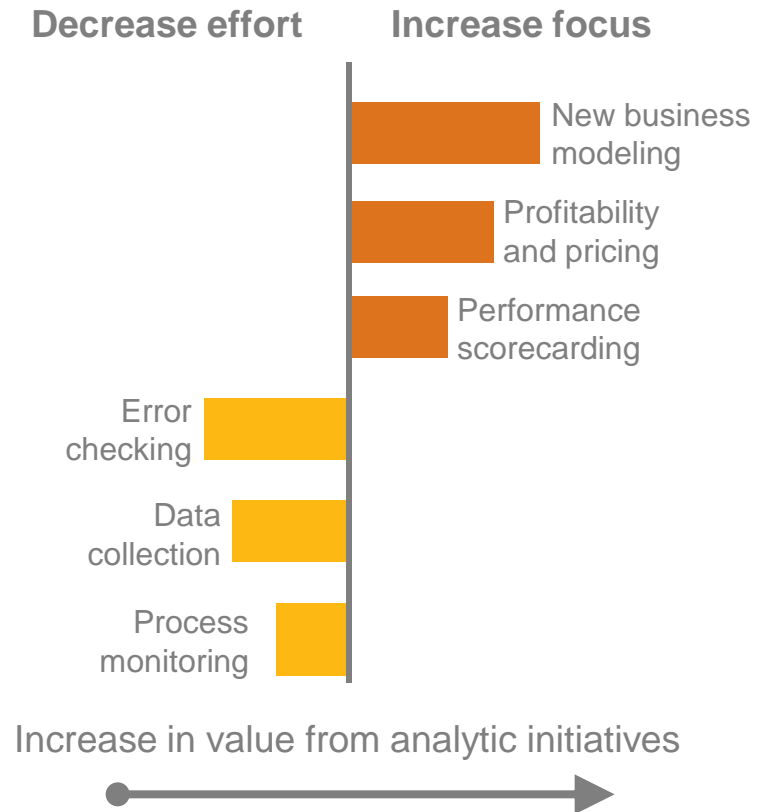 Decrease effort
Increase focus
New business
modeling
Profitability
and pricing
Performance
scorecarding
Error
checking
Data
collection
Process
monitoring
Increase in value from analytic initiatives